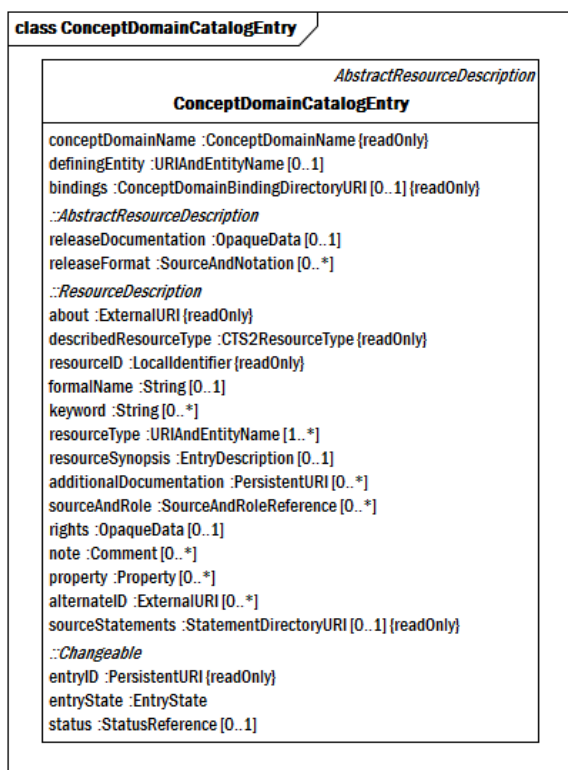 class ConceptDomainCatalogEntry
AbstractResourceDescription
ConceptDomainCatalogEntry
conceptDomainName :ConceptDomainName {readOnly}
definingEntity :URIAndEntityName [0..1]
bindings :ConceptDomainBindingDirectoryURI [0..1] {readOnly}
::AbstractResourceDescription
releaseDocumentation :OpaqueData [0..1]
releaseFormat :SourceAndNotation [0..*]
::ResourceDescription
about :ExternalURI {readOnly}
describedResourceType :CTS2ResourceType {readOnly}
resourceID :LocalIdentifier {readOnly}
formalName :String [0..1]
keyword :String [0..*]
resourceType :URIAndEntityName [1..*]
resourceSynopsis :EntryDescription [0..1]
additionalDocumentation :PersistentURI [0..*]
sourceAndRole :SourceAndRoleReference [0..*]
rights :OpaqueData [0..1]
note :Comment [0..*]
property :Property [0..*]
alternateID :ExternalURI [0..*]
sourceStatements :StatementDirectoryURI [0..1] {readOnly}
::Changeable
entryID :PersistentURI {readOnly}
entryState :EntryState
status :StatusReference [0..1]